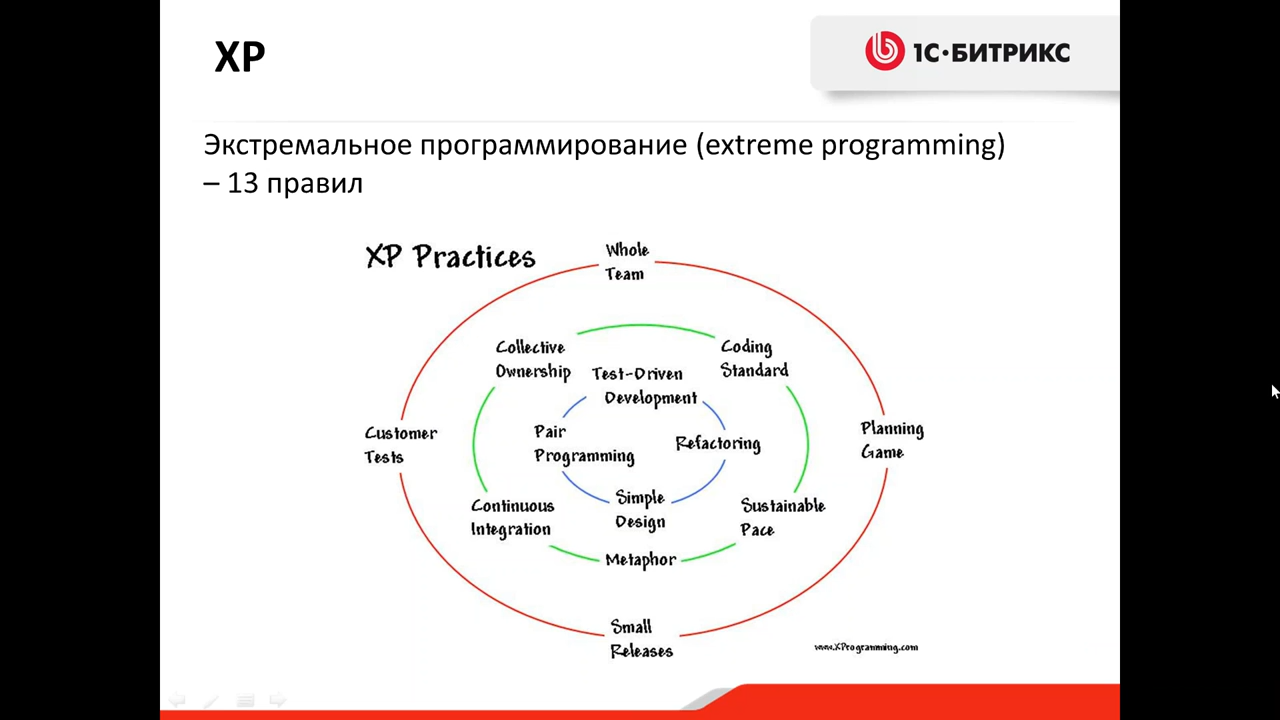 XP
1С·БИТРИКС
Экстремальное программирование (extreme programming)
– 13 правил
XP Practices
Whole
Team
Collective
Ownership
Coding
Standard
Test-Driven
Development
Customer
Tests
Pair
Programming
Refactoring
Planning
Game
Continuous
Integration
Simple
Design
Sustainable
Pace
Metaphor
Small
Releases
www.XProgramming.com